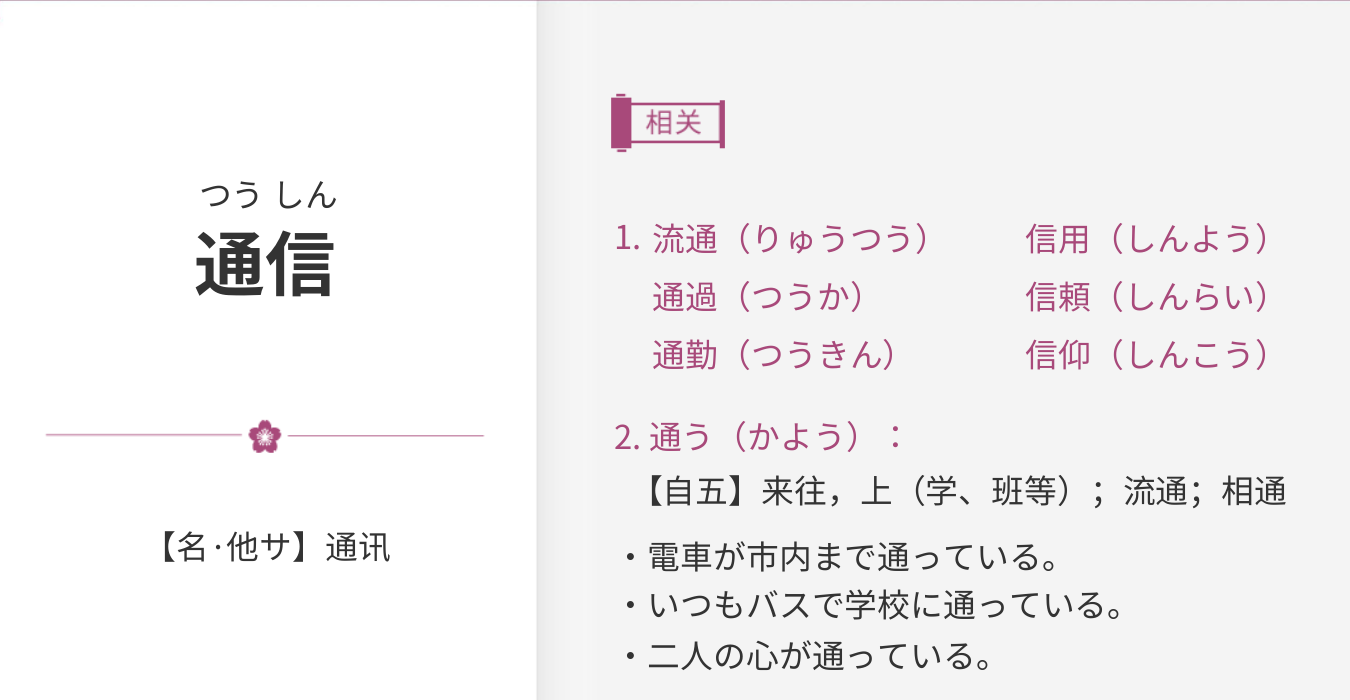 つう しん
通信
【名·他サ】通讯
相关
1. 流通（りゅうつう） 信用（しんよう）
通過（つうか） 信頼（しんらい）
通勤（つうきん） 信仰（しんこう）
2. 通う（かよう）：
【自五】来往，上（学、班等）；流通；相通
・電車が市内まで通っている。
・いつもバスで学校に通っている。
・二人の心が通っている。